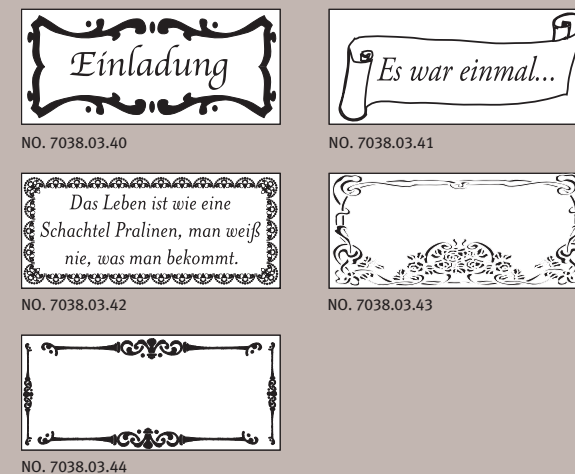 Einladung
NO. 7038.03.40
Es war einmal...
NO. 7038.03.41
Das Leben ist wie eine
Schachtel Pralinen, man weiß
nie, was man bekommt.
NO. 7038.03.42
NO. 7038.03.43
NO. 7038.03.44